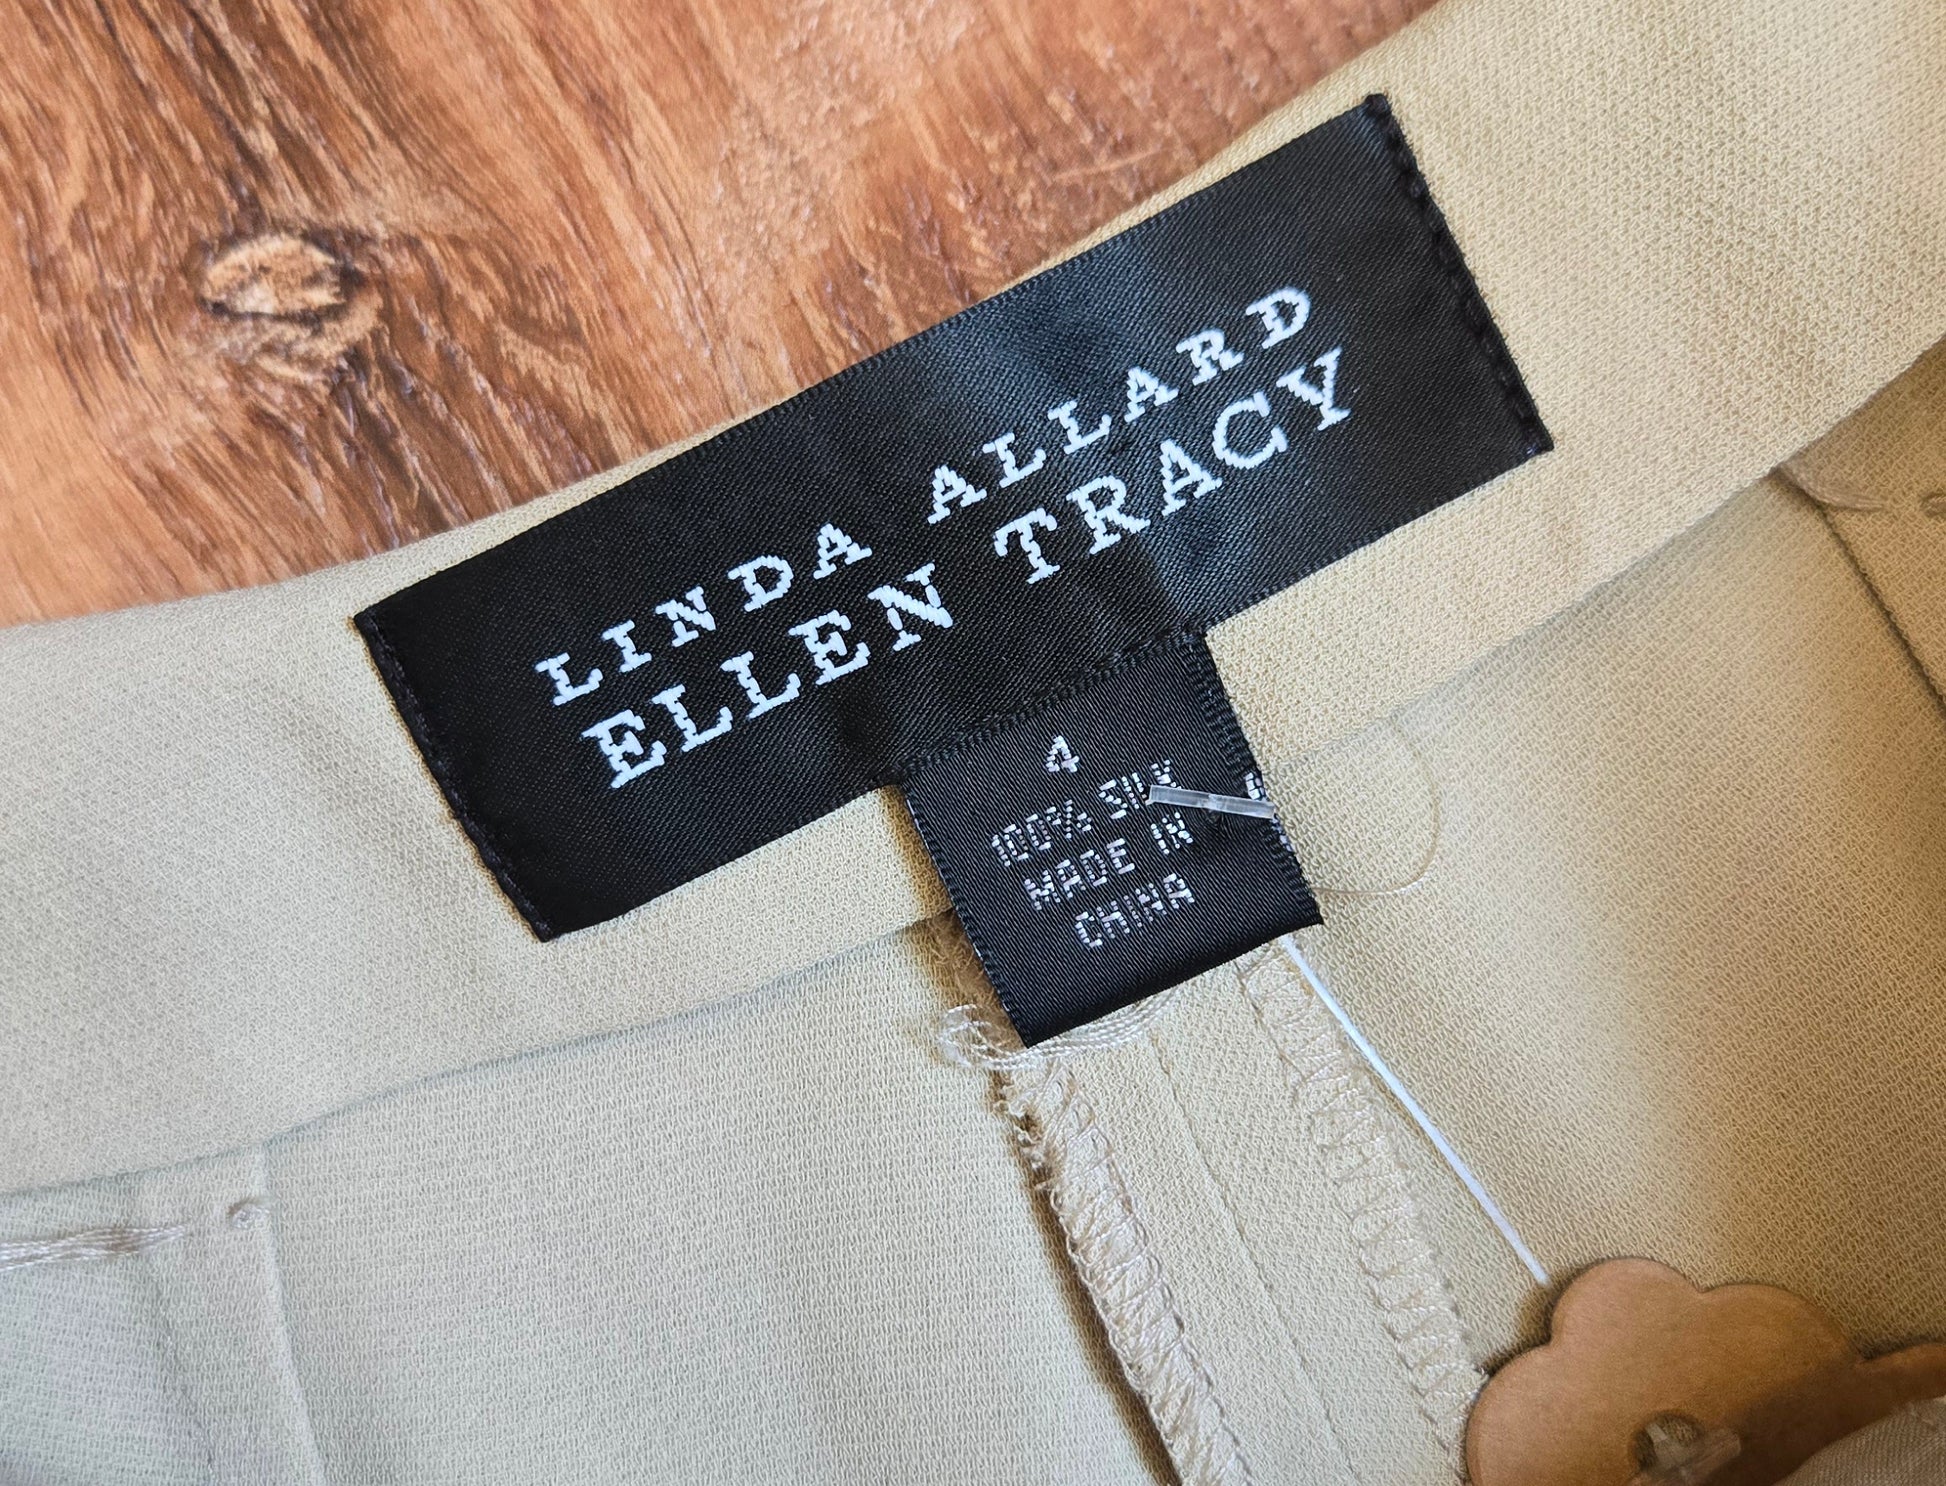 LINDA ALLARD
ELLEN TRACY
4
100% SILK
MADE IN
CHINA